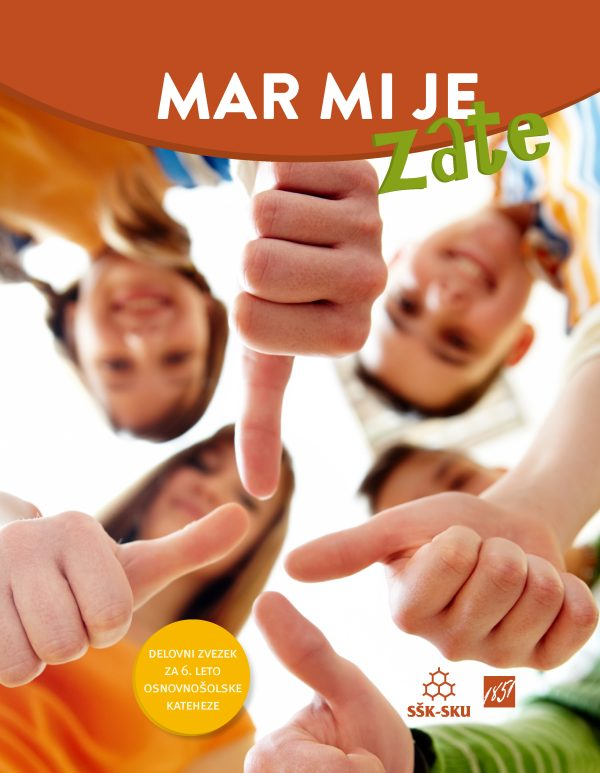 MAR MI JE
zate
DELOVNI ZVEZEK
ZA 6. LETO
OSNOVNOŠOLSKE
KATEHEZE
SŠK-SKU
1851